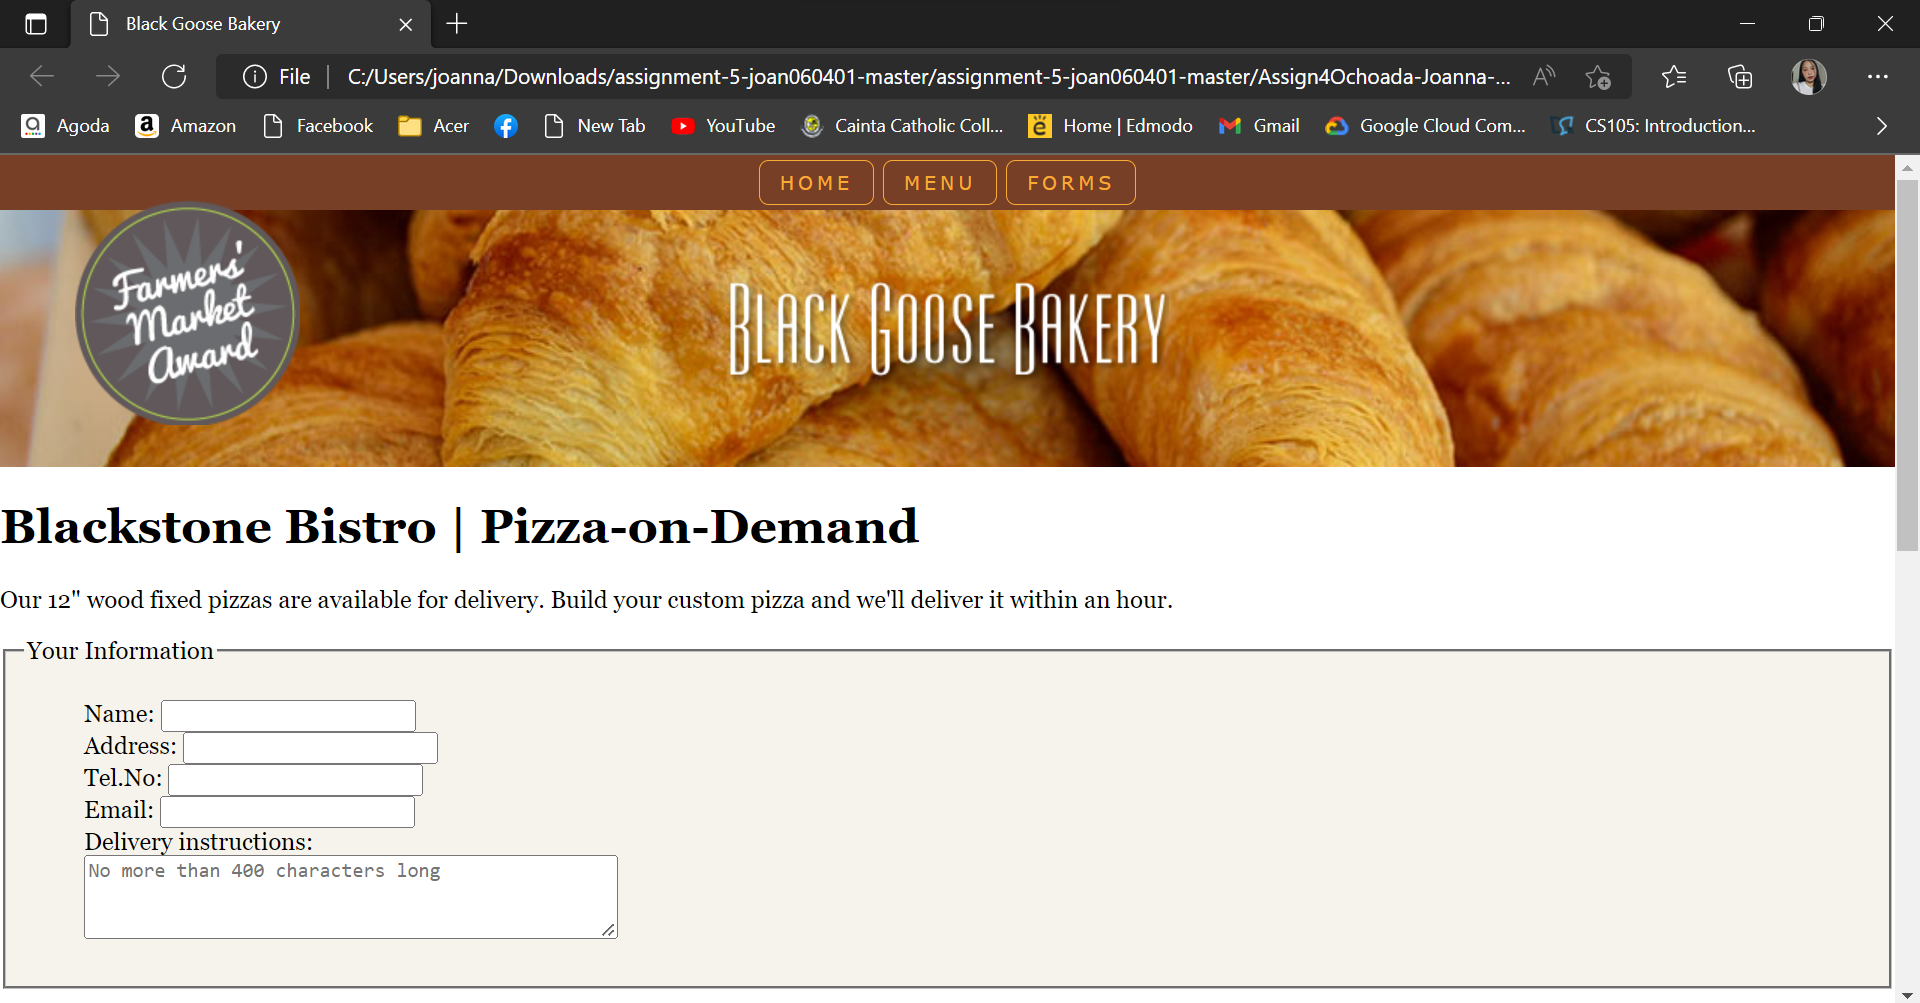 Black Goose Bakery
File
C:/Users/joanna/Downloads/assignment-5-joan060401-master/assignment-5-joan060401-master/Assign4Ochoada-Joanna-...
Agoda
Amazon
Facebook
Acer
New Tab
YouTube
Cainta Catholic Coll...
Home | Edmodo
Gmail
Google Cloud Com...
CS105: Introduction...
HOME
MENU
FORMS
Farmers'
Market
Award
BLACK GOOSE BAKERY
Blackstone Bistro | Pizza-on-Demand
Our 12" wood fixed pizzas are available for delivery. Build your custom pizza and we'll deliver it within an hour.
Your Information
Name:
Address:
Tel.No:
Email:
Delivery instructions:
No more than 400 characters long